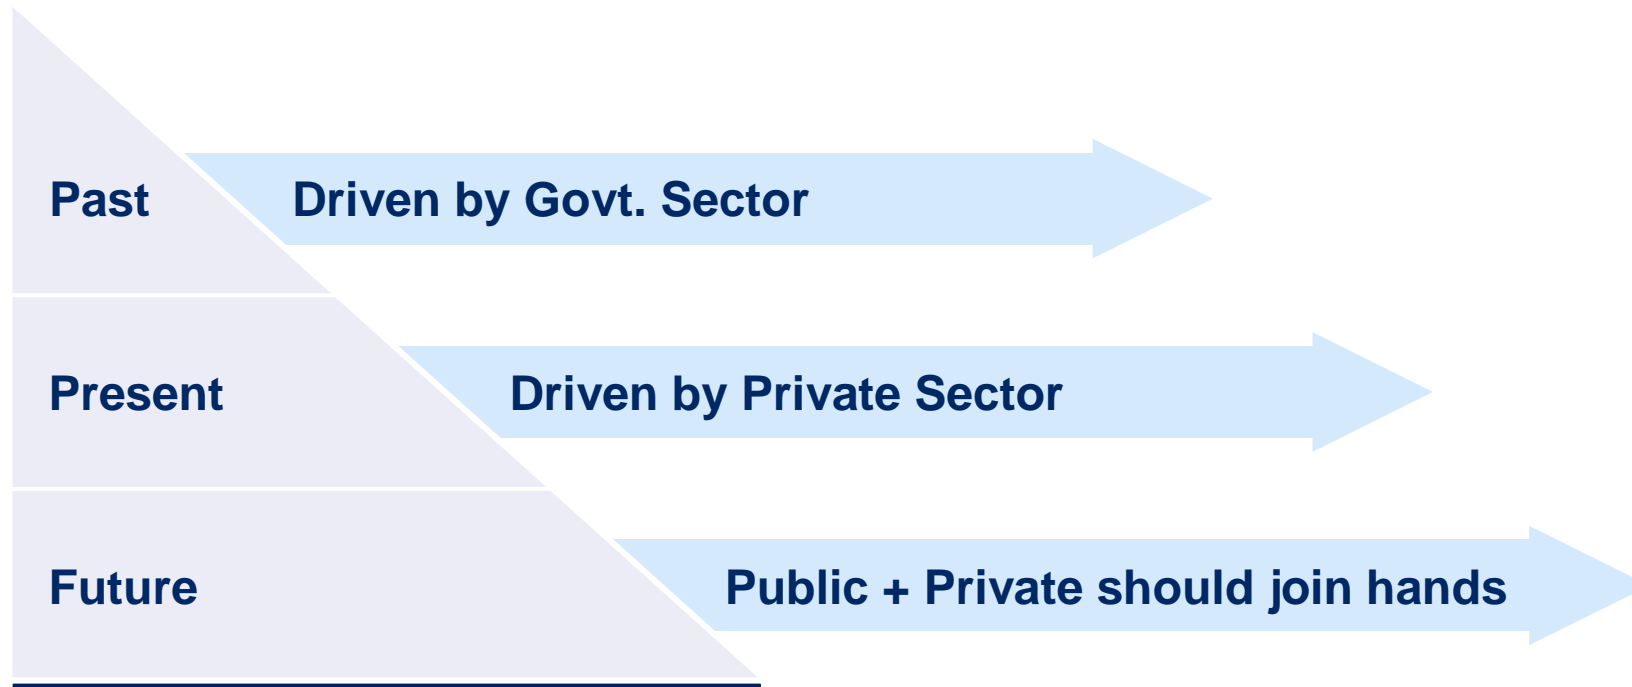 Past
Driven by Govt. Sector
Present
Driven by Private Sector
Future
Public + Private should join hands